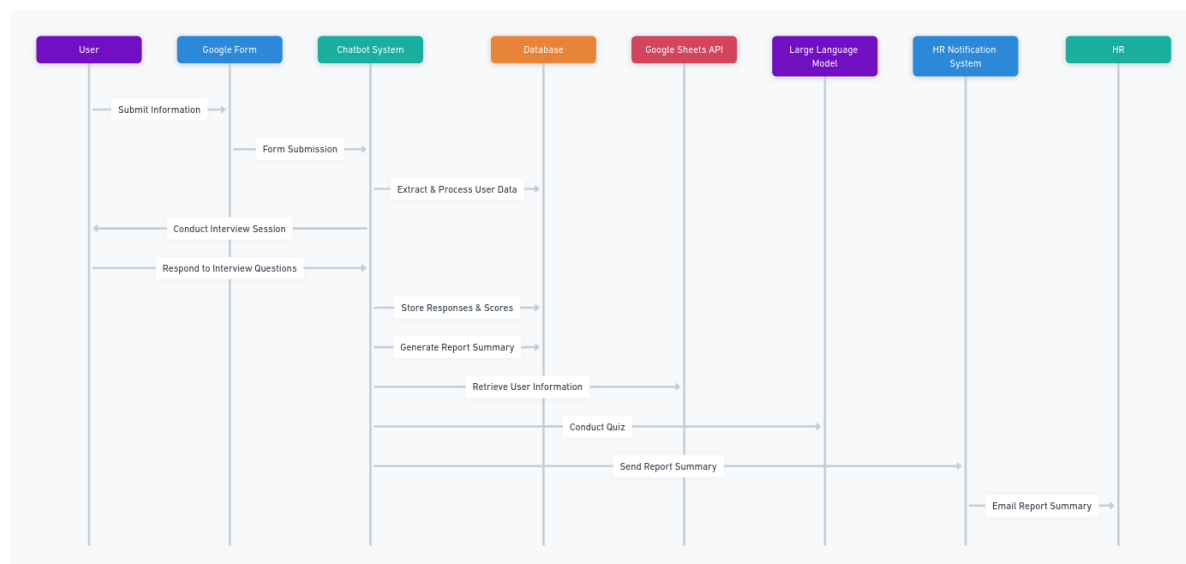 User
Google Form
Chatbot System
Database
Google Sheets API
Large Language
Model
HR Notification
System
HR
Submit Information
Form Submission
Extract & Process User Data
Conduct Interview Session
Respond to Interview Questions
Store Responses & Scores
Generate Report Summary
Retrieve User Information
Conduct Quiz
Send Report Summary
Email Report Summary